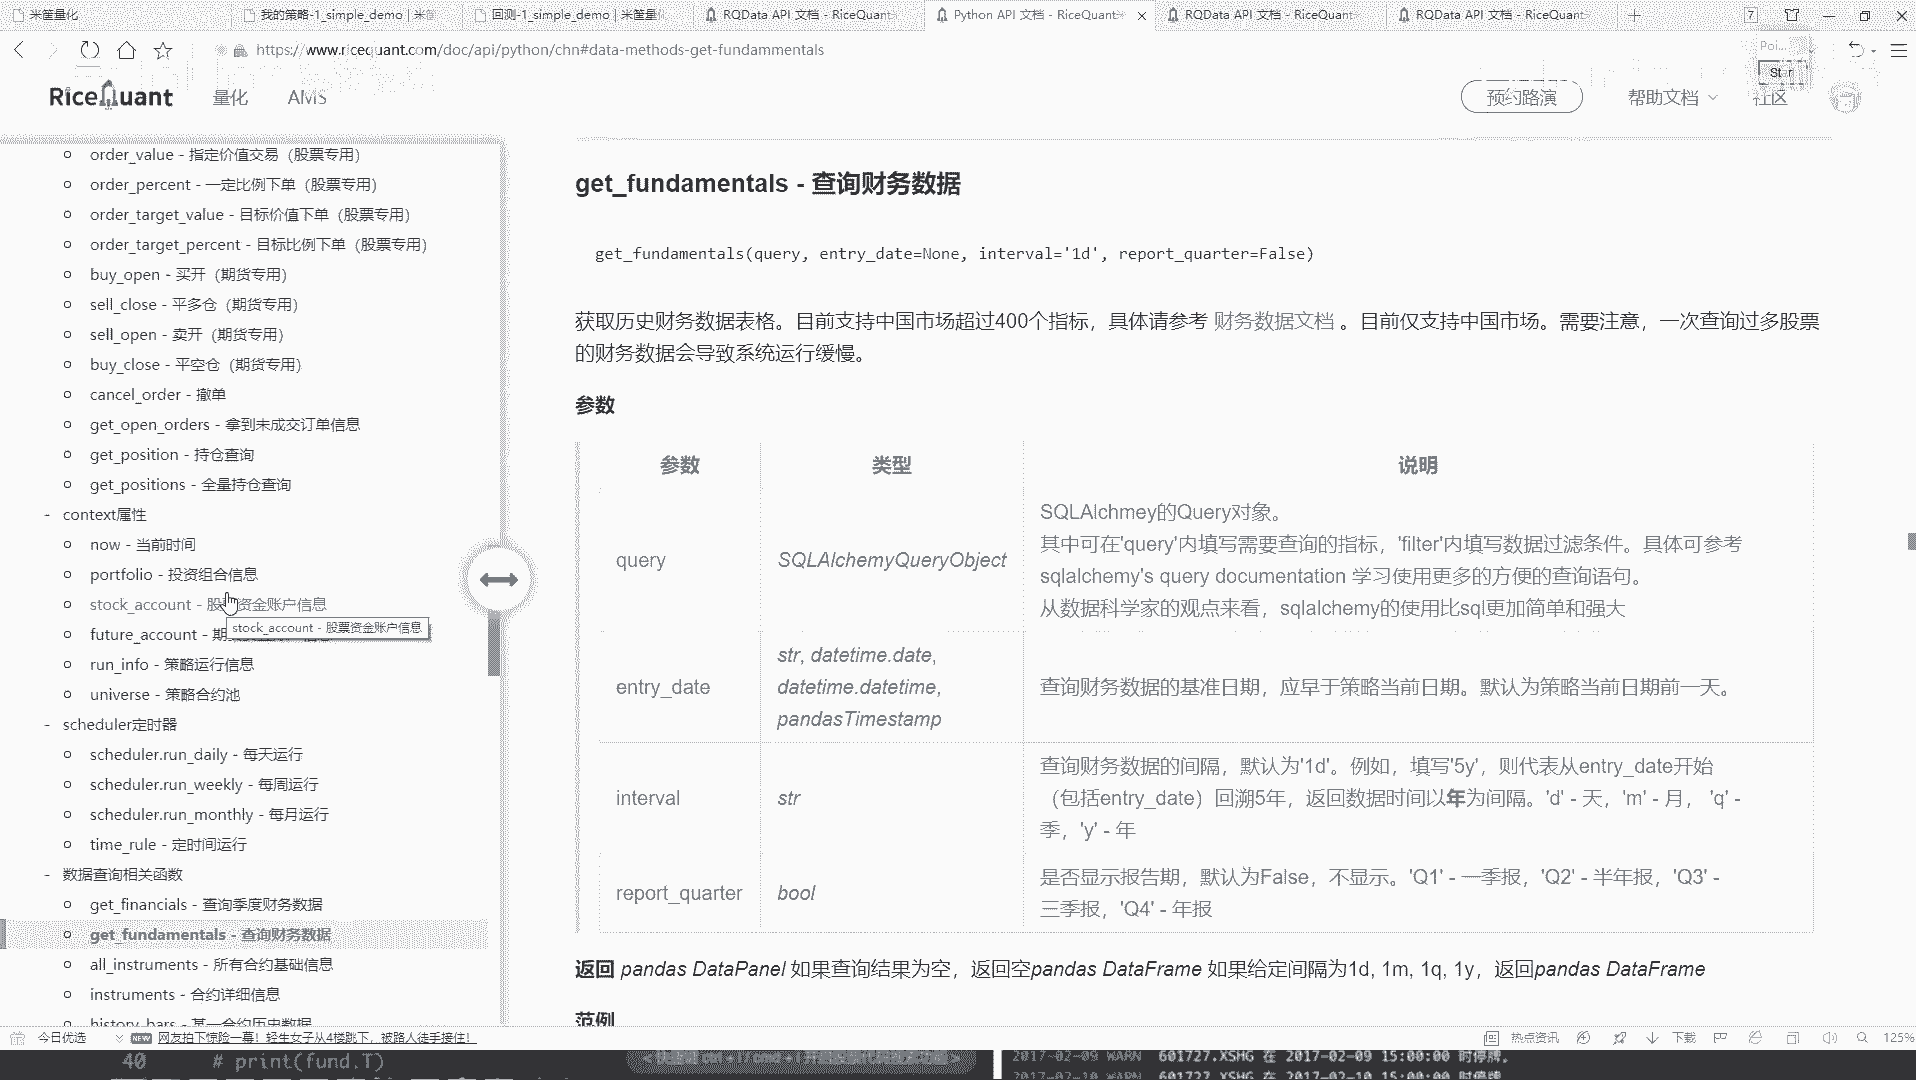 米筐量化
我的策略-1_simple_demo | 米筐
回测-1_simple_demo | 米筐量化
RQData API 文档 - RiceQuant
Python API 文档 - RiceQuant
RQData API 文档 - RiceQuant
RQData API 文档 - RiceQuant
7
https://www.ricequant.com/doc/api/python/chn#data-methods-get-fundammentals
Poi...
RiceQuant
量化
AMS
预约路演
帮助文档
社区
order_value - 指定价值交易（股票专用）
order_percent - 一定比例下单（股票专用）
order_target_value - 目标价值下单（股票专用）
order_target_percent - 目标比例下单（股票专用）
buy_open - 买开（期货专用）
sell_close - 平多仓（期货专用）
sell_open - 卖开（期货专用）
buy_close - 平空仓（期货专用）
cancel_order - 撤单
get_open_orders - 拿到未成交订单信息
get_position - 持仓查询
get_positions - 全量持仓查询
- context属性
now - 当前时间
portfolio - 投资组合信息
stock_account - 股票资金账户信息
stock_account - 股票资金账户信息
future_account - 期
run_info - 策略运行信息
universe - 策略合约池
- scheduler定时器
scheduler.run_daily - 每天运行
scheduler.run_weekly - 每周运行
scheduler.run_monthly - 每月运行
time_rule - 定时间运行
- 数据查询相关函数
get_financials - 查询季度财务数据
get_fundamentals - 查询财务数据
all_instruments - 所有合约基础信息
instruments - 合约详细信息
history_bars - 某一合约历史数据
get_fundamentals - 查询财务数据
get_fundamentals(query, entry_date=None, interval='1d', report_quarter=False)
获取历史财务数据表格。目前支持中国市场超过400个指标，具体请参考 财务数据文档 。目前仅支持中国市场。需要注意，一次查询过多股票
的财务数据会导致系统运行缓慢。
参数
参数 类型 说明
query SQLAlchemyQueryObject
SQLAlchmey的Query对象。
其中可在'query'内填写需要查询的指标，'filter'内填写数据过滤条件。具体可参考
sqlalchemy's query documentation 学习使用更多的方便的查询语句。
从数据科学家的观点来看，sqlalchemy的使用比sql更加简单和强大
entry_date
str, datetime.date,
datetime.datetime,
pandasTimestamp
查询财务数据的基准日期，应早于策略当前日期。默认为策略当前日期前一天。
interval str
查询财务数据的间隔，默认为'1d'。例如，填写'5y'，则代表从entry_date开始
（包括entry_date）回溯5年，返回数据时间以年为间隔。'd' - 天，'m' - 月， 'q' -
季，'y' - 年
report_quarter bool
是否显示报告期，默认为False，不显示。'Q1' - 一季报，'Q2' - 半年报，'Q3' -
三季报，'Q4' - 年报
返回 pandas DataPanel 如果查询结果为空，返回空pandas DataFrame 如果给定间隔为1d, 1m, 1q, 1y，返回pandas DataFrame
范例
今日优选
NEW 网友拍下惊险一幕！轻生女子从4楼跳下，被路人徒手接住！
热点资讯
下载
125%
40 # print(fund.T)
2017-02-09 WARN 601727.XSHG 在 2017-02-09 15:00:00 时停牌。
2017-02-10 WARN 601727.XSHG 在 2017-02-10 15:00:00 时停牌。